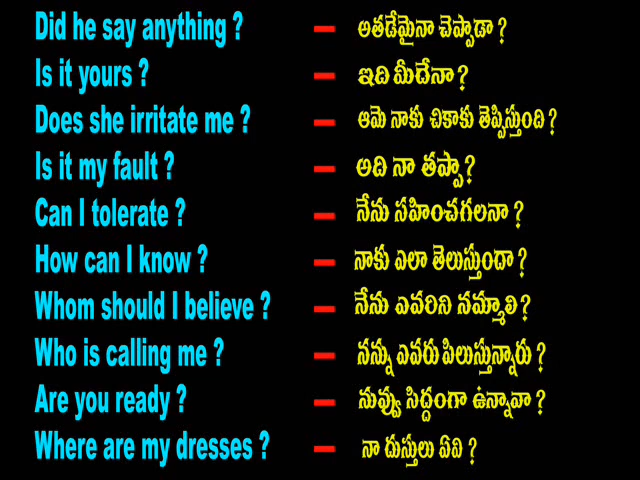 Did he say anything ? – అతడేమైనా చెప్పాడా ?
Is it yours ? – ఇది మీదేనా ?
Does she irritate me ? – ఆమె నాకు చికాకు తెప్పిస్తుంది ?
Is it my fault ? – అది నా తప్పా ?
Can I tolerate ? – నేను సహించగలనా ?
How can I know ? – నాకు ఎలా తెలుస్తుందా ?
Whom should I believe ? – నేను ఎవరిని నమ్మాలి ?
Who is calling me ? – నన్ను ఎవరు పిలుస్తున్నారు ?
Are you ready ? – నువ్వు సిద్దంగా ఉన్నావా ?
Where are my dresses ? – నా దుస్తులు ఏవి ?